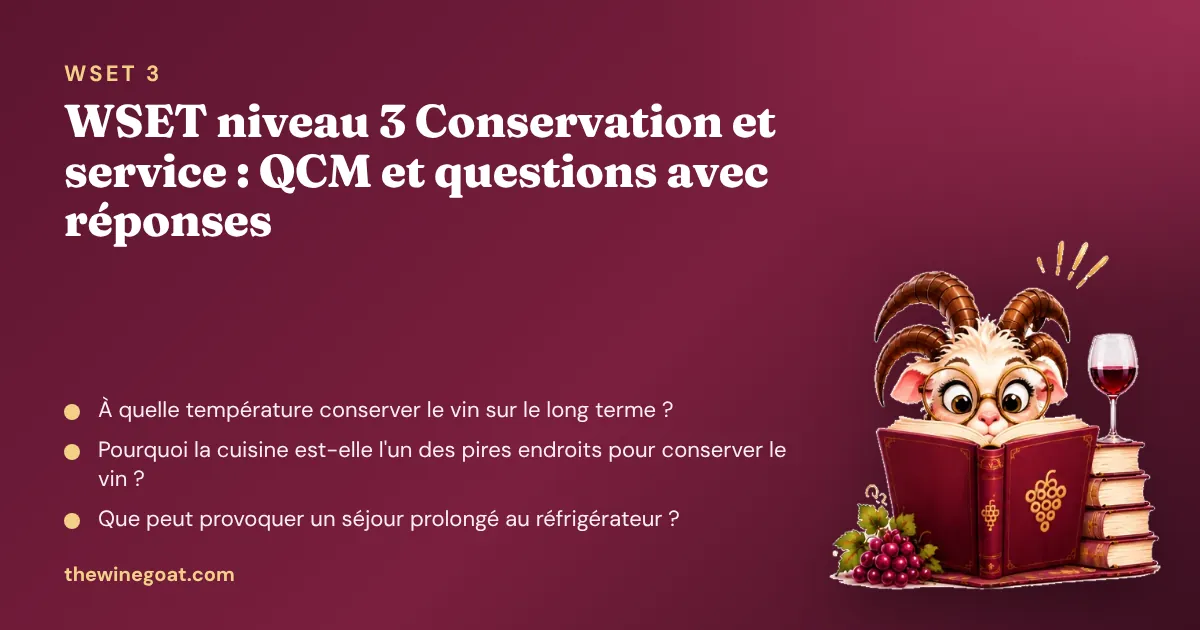 WSET 3
WSET niveau 3 Conservation et
service : QCM et questions avec
réponses
À quelle température conserver le vin sur le long terme ?
Pourquoi la cuisine est-elle l'un des pires endroits pour conserver le
vin ?
Que peut provoquer un séjour prolongé au réfrigérateur ?
thewinegoat.com